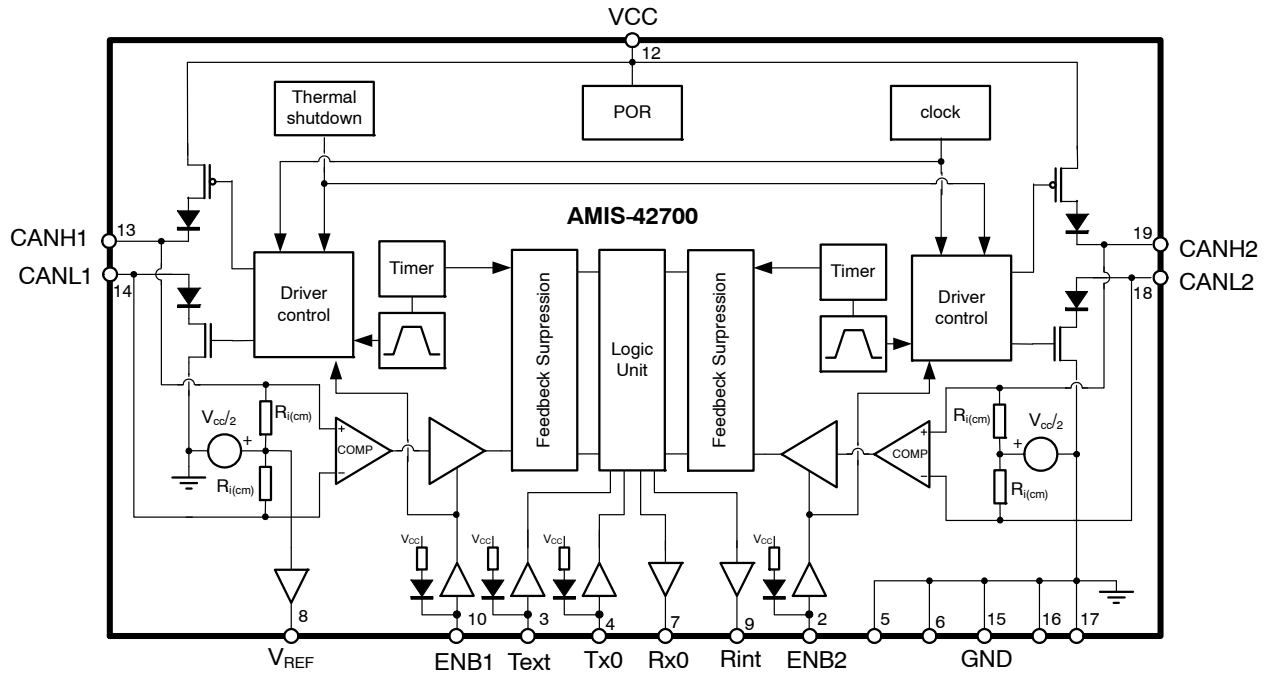 VCC
12
Thermal
shutdown
POR
clock
AMIS-42700
CANH1
13
CANL1
14
19
CANH2
18
CANL2
Driver
control
Timer
Feedbeck Surpression
Logic
Unit
Feedbeck Surpression
Timer
Driver
control
Vcc/2
+
Ri(cm)
Ri(cm)
+
COMP
−
+
COMP
−
Ri(cm)
Vcc/2
+
Ri(cm)
VCC
VCC
VCC
VCC
8
10
3
4
7
9
2
5
6
15
16
17
VREF
ENB1
Text
Tx0
Rx0
Rint
ENB2
GND